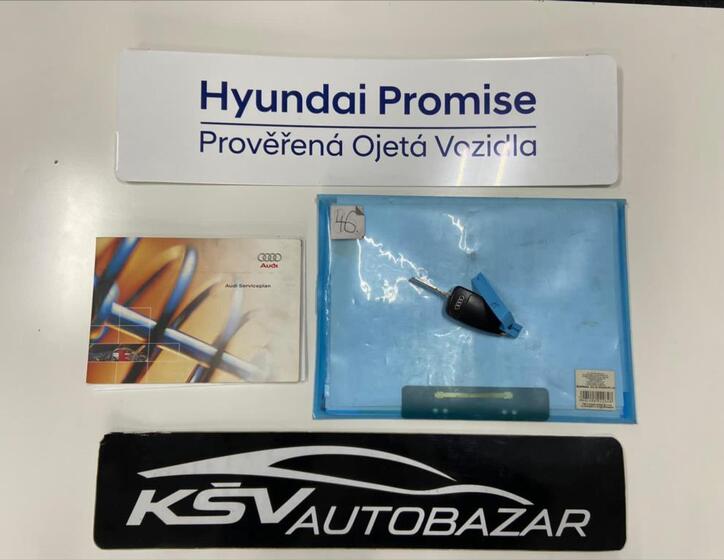 Hyundai Promise
Prověřená Ojetá Vozidla
46.
Audi
Audi Serviceplan
KŠV AUTOBAZAR